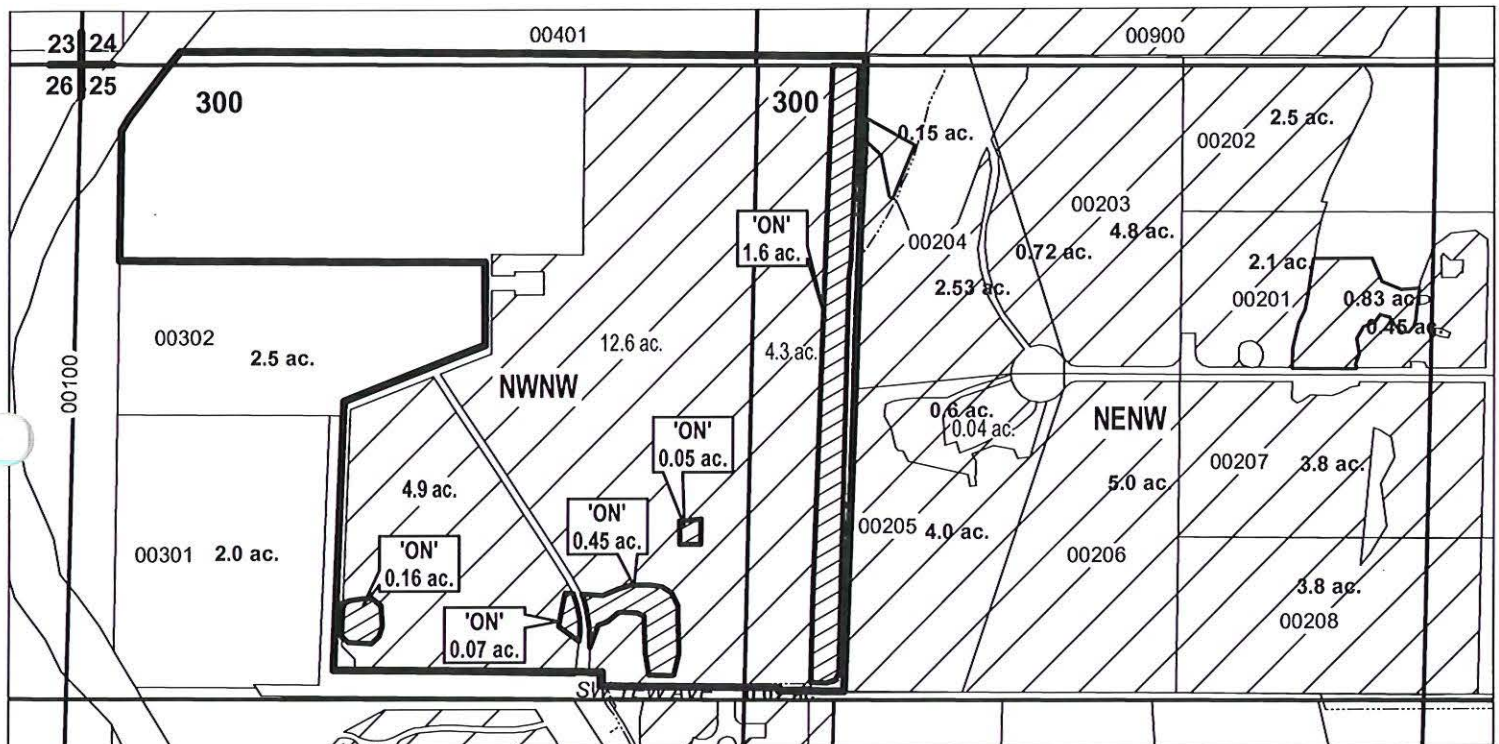 00401
00900
23 24
26 25
300
300
2.5 ac.
0.15 ac.
00202
00203
4.8 ac.
'ON'
1.6 ac.
00204
0.72 ac.
2.1 ac.
2.53 ac.
00201
0.83 ac.
0.45 ac.
00302
2.5 ac.
12.6 ac.
4.3 ac.
00100
NWNW
0.6 ac.
0.04 ac.
NENW
'ON'
0.05 ac.
00207
3.8 ac.
4.9 ac.
5.0 ac.
'ON'
0.45 ac.
00205
4.0 ac.
00301
2.0 ac.
'ON'
0.16 ac.
00206
3.8 ac.
'ON'
0.07 ac.
00208
AVE